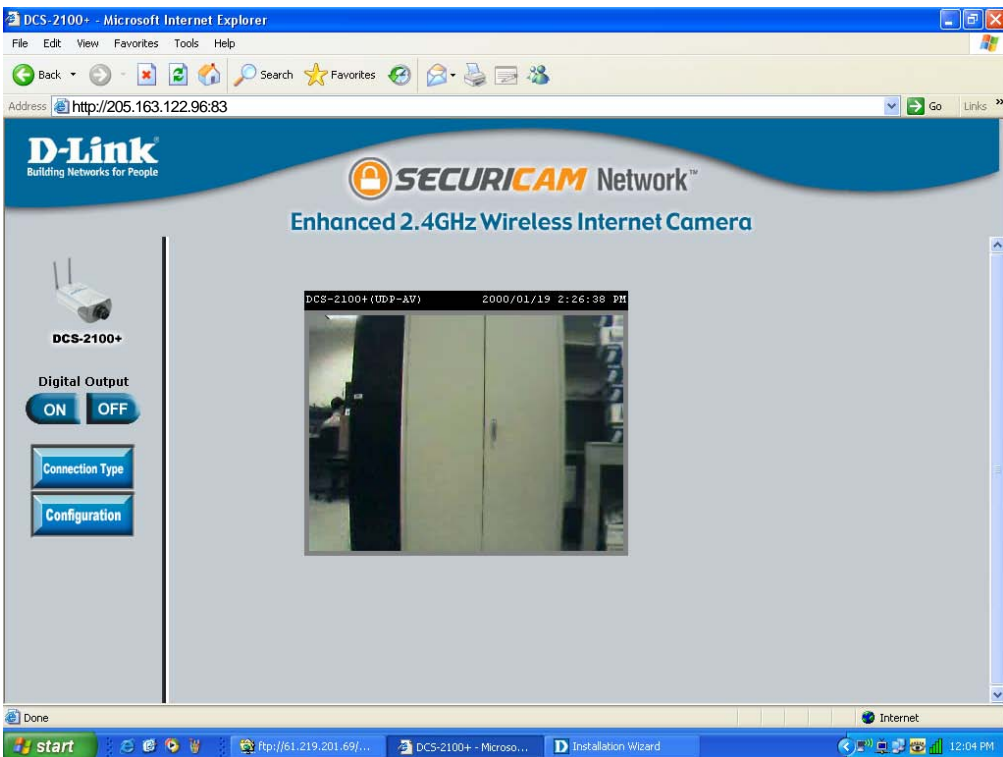 DCS-2100+ - Microsoft Internet Explorer
File Edit View Favorites Tools Help
Back Search Favorites
Address http://205.163.122.96:83 Go Links »
D-Link
Building Networks for People
SECURICAM Network™
Enhanced 2.4GHz Wireless Internet Camera
DCS-2100+(UDP-AV) 2000/01/19 2:26:38 PM
DCS-2100+
Digital Output
ON OFF
Connection Type
Configuration
Done Internet
start ftp://61.219.201.69/... DCS-2100+ - Microso... D Installation Wizard 12:04 PM